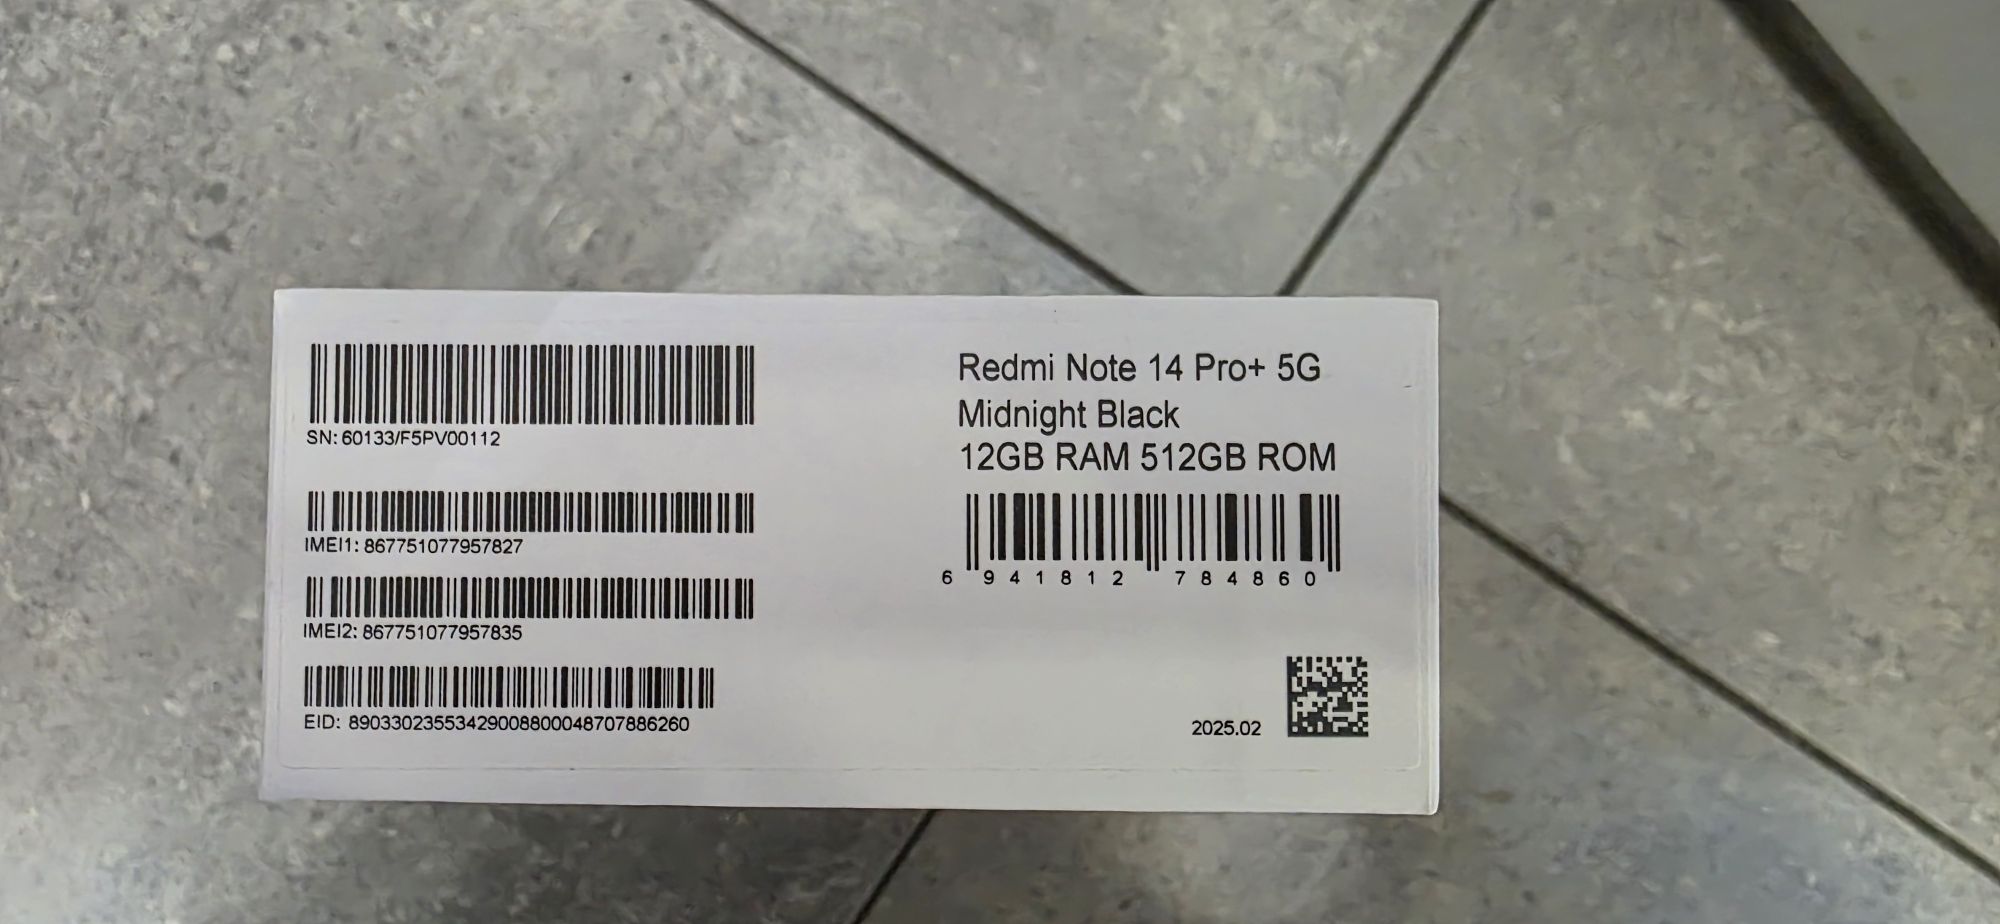 SN: 60133/F5PV00112
IMEI1: 867751077957827
IMEI2: 867751077957835
EID: 89033023553429008800048707886260
Redmi Note 14 Pro+ 5G
Midnight Black
12GB RAM 512GB ROM
6 941812 784860
2025.02